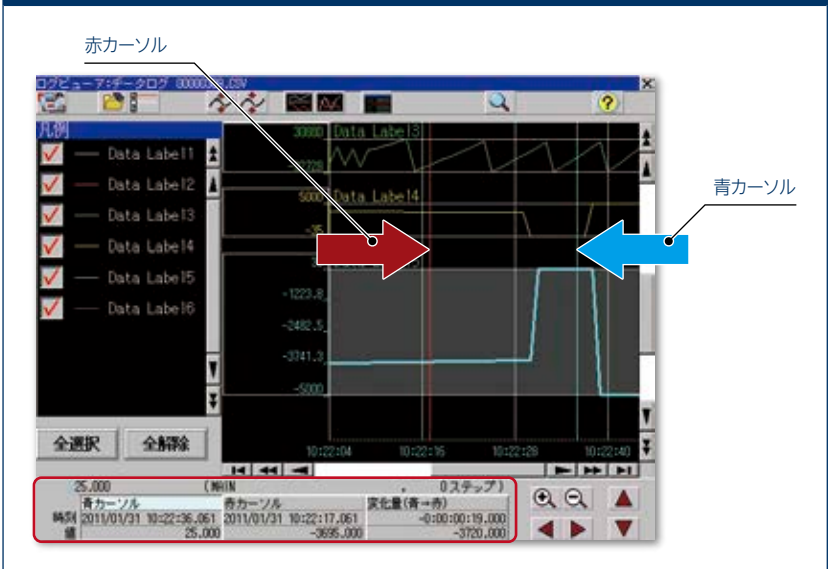 赤カーソル
ログビューマ:データログ 00000308.CSV
凡例
Data Label1
Data Label2
Data Label3
Data Label4
Data Label5
Data Label6
全選択
全解除
30680
Data Label3
-22728
5000
Data Label4
-35
-1223.8
-2482.5
-3741.3
-5000
10:22:04
10:22:16
10:22:28
10:22:40
青カーソル
25.000 (MAIN , 0ステップ)
青カーソル 赤カーソル 変化量(青→赤)
時刻 2011/01/31 10:22:36.061 2011/01/31 10:22:17.061 -0:00:00:19.000
値 25.000 -3695.000 -3720.000